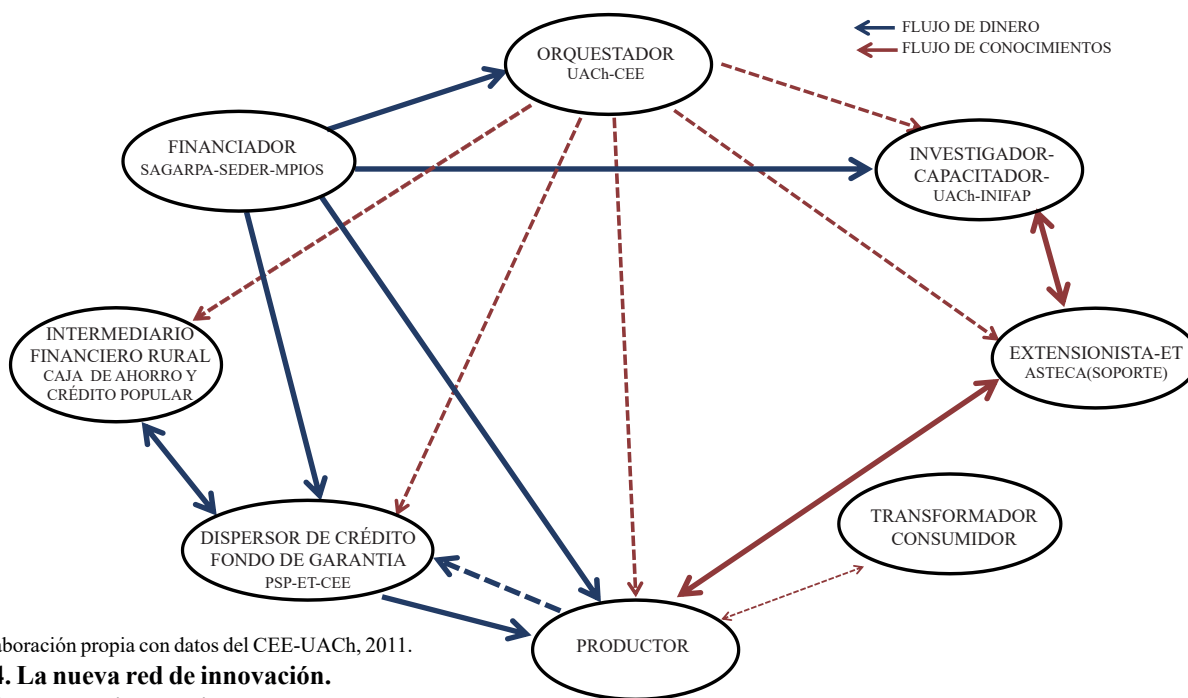 FLUJO DE DINERO
FLUJO DE CONOCIMIENTOS
ORQUESTADOR
UACh-CEE
FINANCIADOR
SAGARPA-SEDER-MPIOS
INVESTIGADOR-
CAPACITADOR-
UACh-INIFAP
INTERMEDIARIO
FINANCIERO RURAL
CAJA DE AHORRO Y
CRÉDITO POPULAR
EXTENSIONISTA-ET
ASTECA(SOPORTE)
TRANSFORMADOR
CONSUMIDOR
DISPERSOR DE CRÉDITO
FONDO DE GARANTIA
PSP-ET-CEE
PRODUCTOR
aboración propia con datos del CEE-UACh, 2011.
4. La nueva red de innovación.